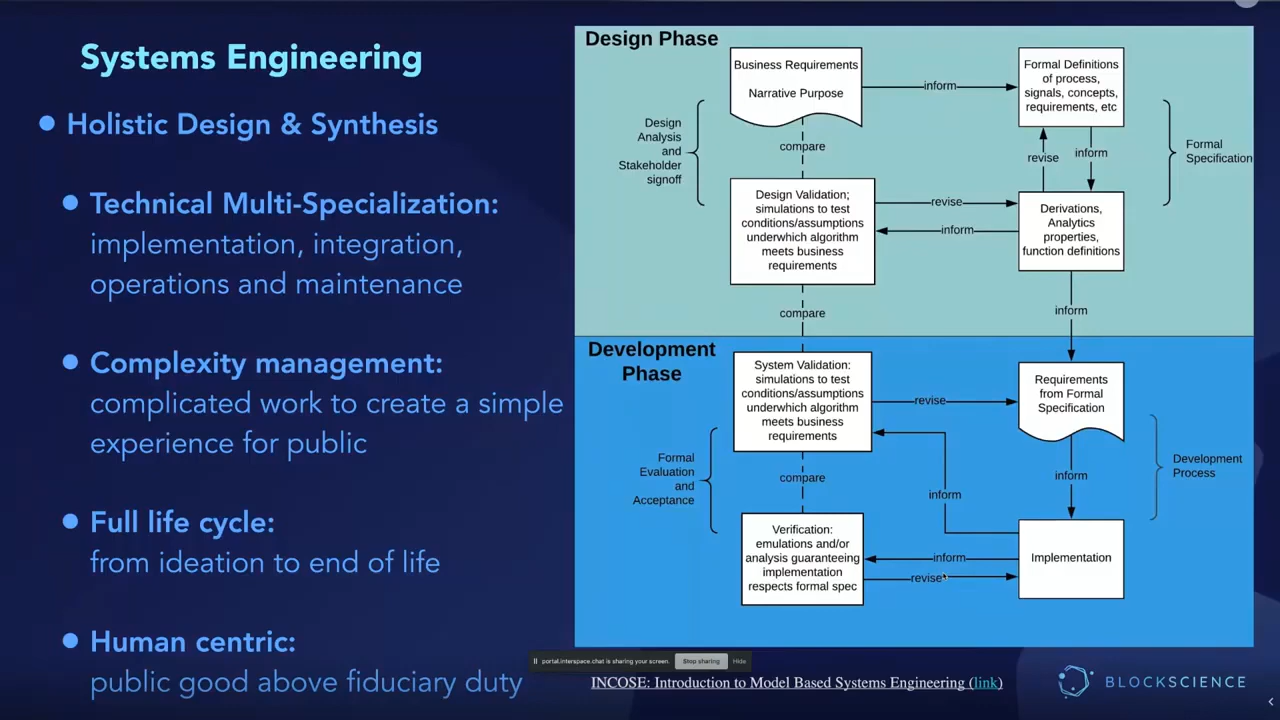 Systems Engineering
Holistic Design & Synthesis
Technical Multi-Specialization:
implementation, integration,
operations and maintenance
Complexity management:
complicated work to create a simple
experience for public
Full life cycle:
from ideation to end of life
Human centric:
public good above fiduciary duty
Design Phase
Business Requirements
Narrative Purpose
inform
Formal Definitions
of process,
signals, concepts,
requirements, etc
Design
Analysis
and
Stakeholder
signoff
compare
revise
inform
Formal
Specification
Design Validation;
simulations to test
conditions/assumptions
underwhich algorithm
meets business
requirements
revise
inform
Derivations,
Analytics
properties,
function definitions
compare
inform
Development
Phase
System Validation:
simulations to test
conditions/assumptions
underwhich algorithm
meets business
requirements
revise
Requirements
from Formal
Specification
Formal
Evaluation
and
Acceptance
compare
inform
inform
Development
Process
Verification:
emulations and/or
analysis guaranteeing
implementation
respects formal spec
inform
revise
Implementation
portal.interspace.chat is sharing your screen.
Stop sharing
Hide
INCOSE: Introduction to Model Based Systems Engineering (link)
BLOCKSCIENCE